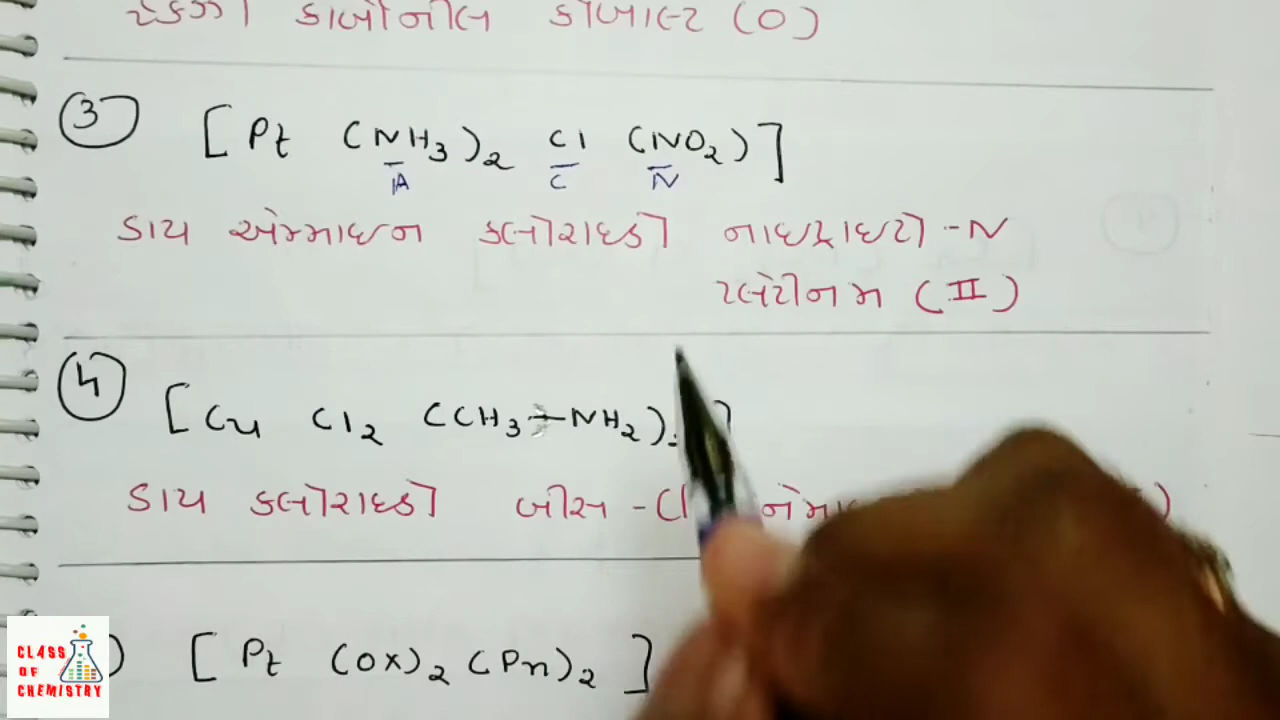 કાર્બોનીલ કોબાલ્ટ (0)
3 [Pt (NH3)2 Cl (NO2)]
A C N
ડાય એમ્માઇન ક્લોરાઇડો નાઇટ્રાઇટો -N
પ્લેટીનમ (II)
4 [Cu Cl2 (CH3-NH2)
ડાય ક્લોરાઇડો બીસ -(
[Pt (ox)2 (Pn)2]
CLASS
OF
CHEMISTRY